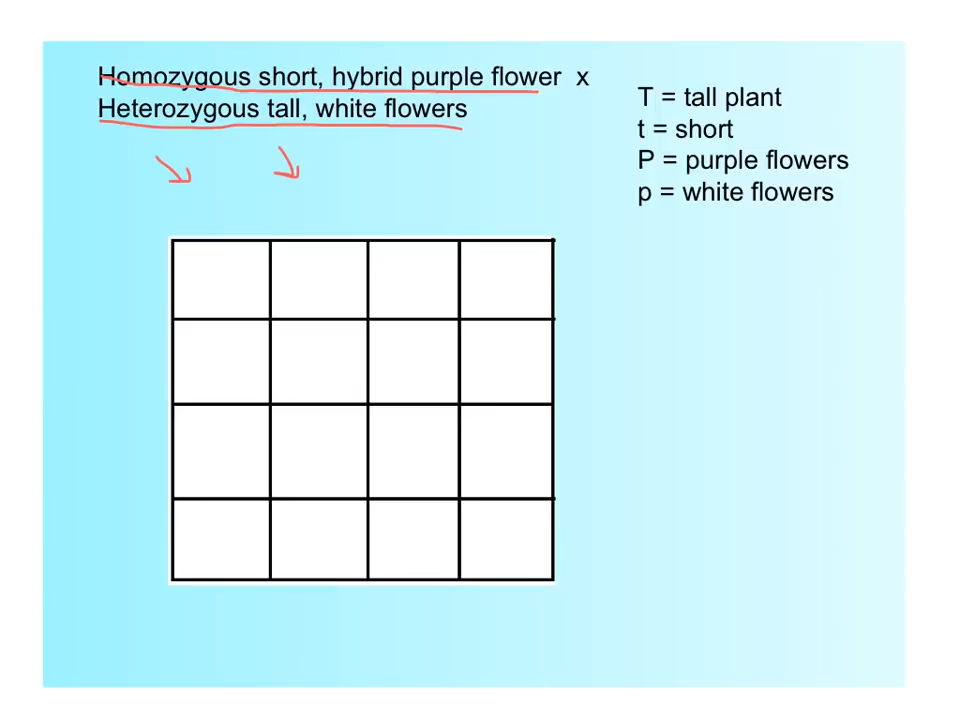 Homozygous short, hybrid purple flower x
Heterozygous tall, white flowers
T = tall plant
t = short
P = purple flowers
p = white flowers